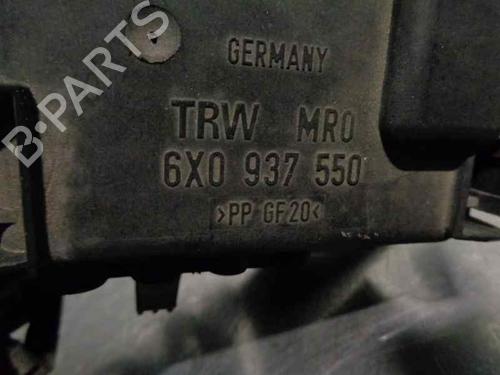 GERMANY
TRW MRO
6X0 937 550
>PP GF20<
B-PARTS